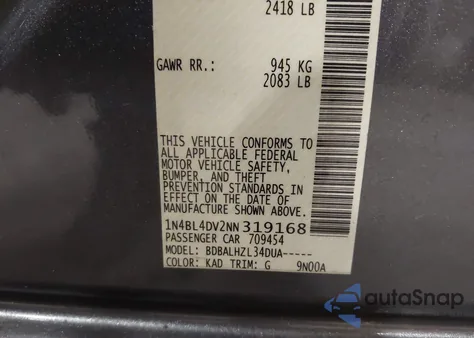 2418 LB
GAWR RR.: 945 KG
2083 LB
THIS VEHICLE CONFORMS TO
ALL APPLICABLE FEDERAL
MOTOR VEHICLE SAFETY,
BUMPER, AND THEFT
PREVENTION STANDARDS IN
EFFECT ON THE DATE OF
MANUFACTURE SHOWN ABOVE.
1N4BL4DV2NN319168
PASSENGER CAR 709454
MODEL: BDBALHZL34DUA-----
COLOR: KAD TRIM: G 9N00A
autoSnap